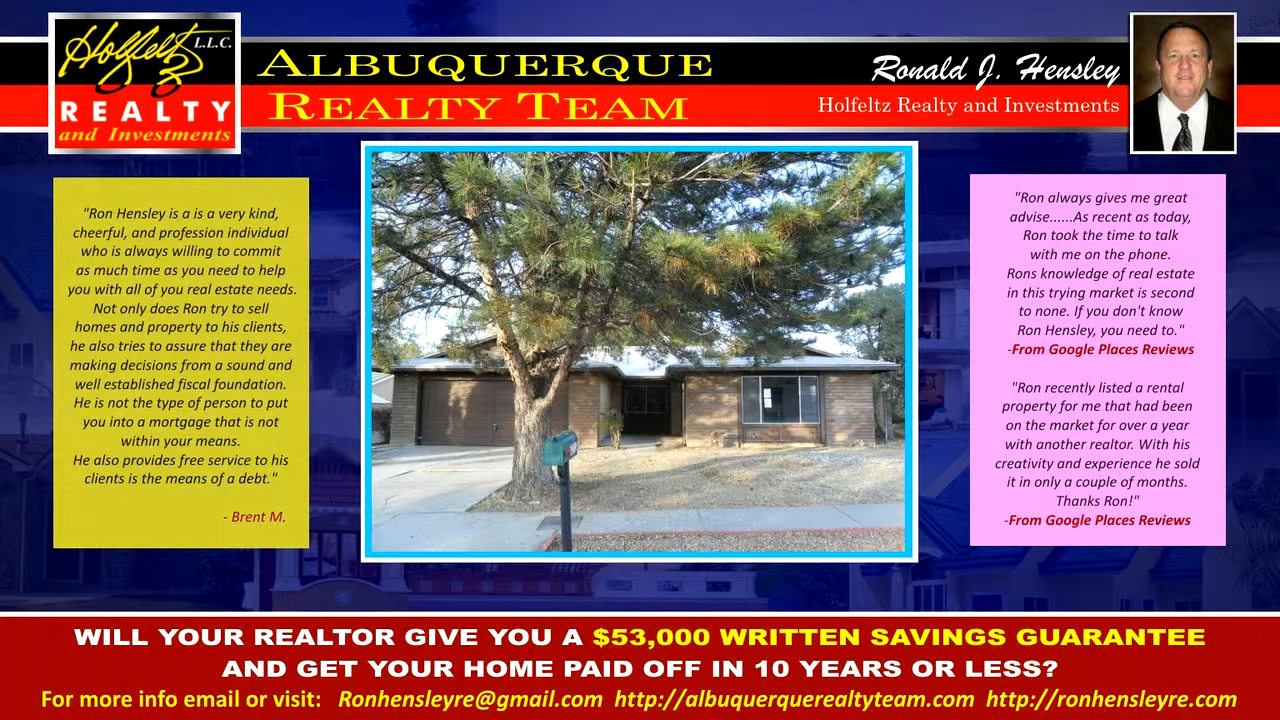 Holfeltz L.L.C.
REALTY
and Investments
ALBUQUERQUE
REALTY TEAM
Ronald J. Hensley
Holfeltz Realty and Investments
"Ron Hensley is a is a very kind,
cheerful, and profession individual
who is always willing to commit
as much time as you need to help
you with all of you real estate needs.
Not only does Ron try to sell
homes and property to his clients,
he also tries to assure that they are
making decisions from a sound and
well established fiscal foundation.
He is not the type of person to put
you into a mortgage that is not
within your means.
He also provides free service to his
clients is the means of a debt."
- Brent M.
"Ron always gives me great
advise......As recent as today,
Ron took the time to talk
with me on the phone.
Rons knowledge of real estate
in this trying market is second
to none. If you don't know
Ron Hensley, you need to."
-From Google Places Reviews
"Ron recently listed a rental
property for me that had been
on the market for over a year
with another realtor. With his
creativity and experience he sold
it in only a couple of months.
Thanks Ron!"
-From Google Places Reviews
WILL YOUR REALTOR GIVE YOU A $53,000 WRITTEN SAVINGS GUARANTEE
AND GET YOUR HOME PAID OFF IN 10 YEARS OR LESS?
For more info email or visit: Ronhensleyre@gmail.com http://albuquerquerealtyteam.com http://ronhensleyre.com